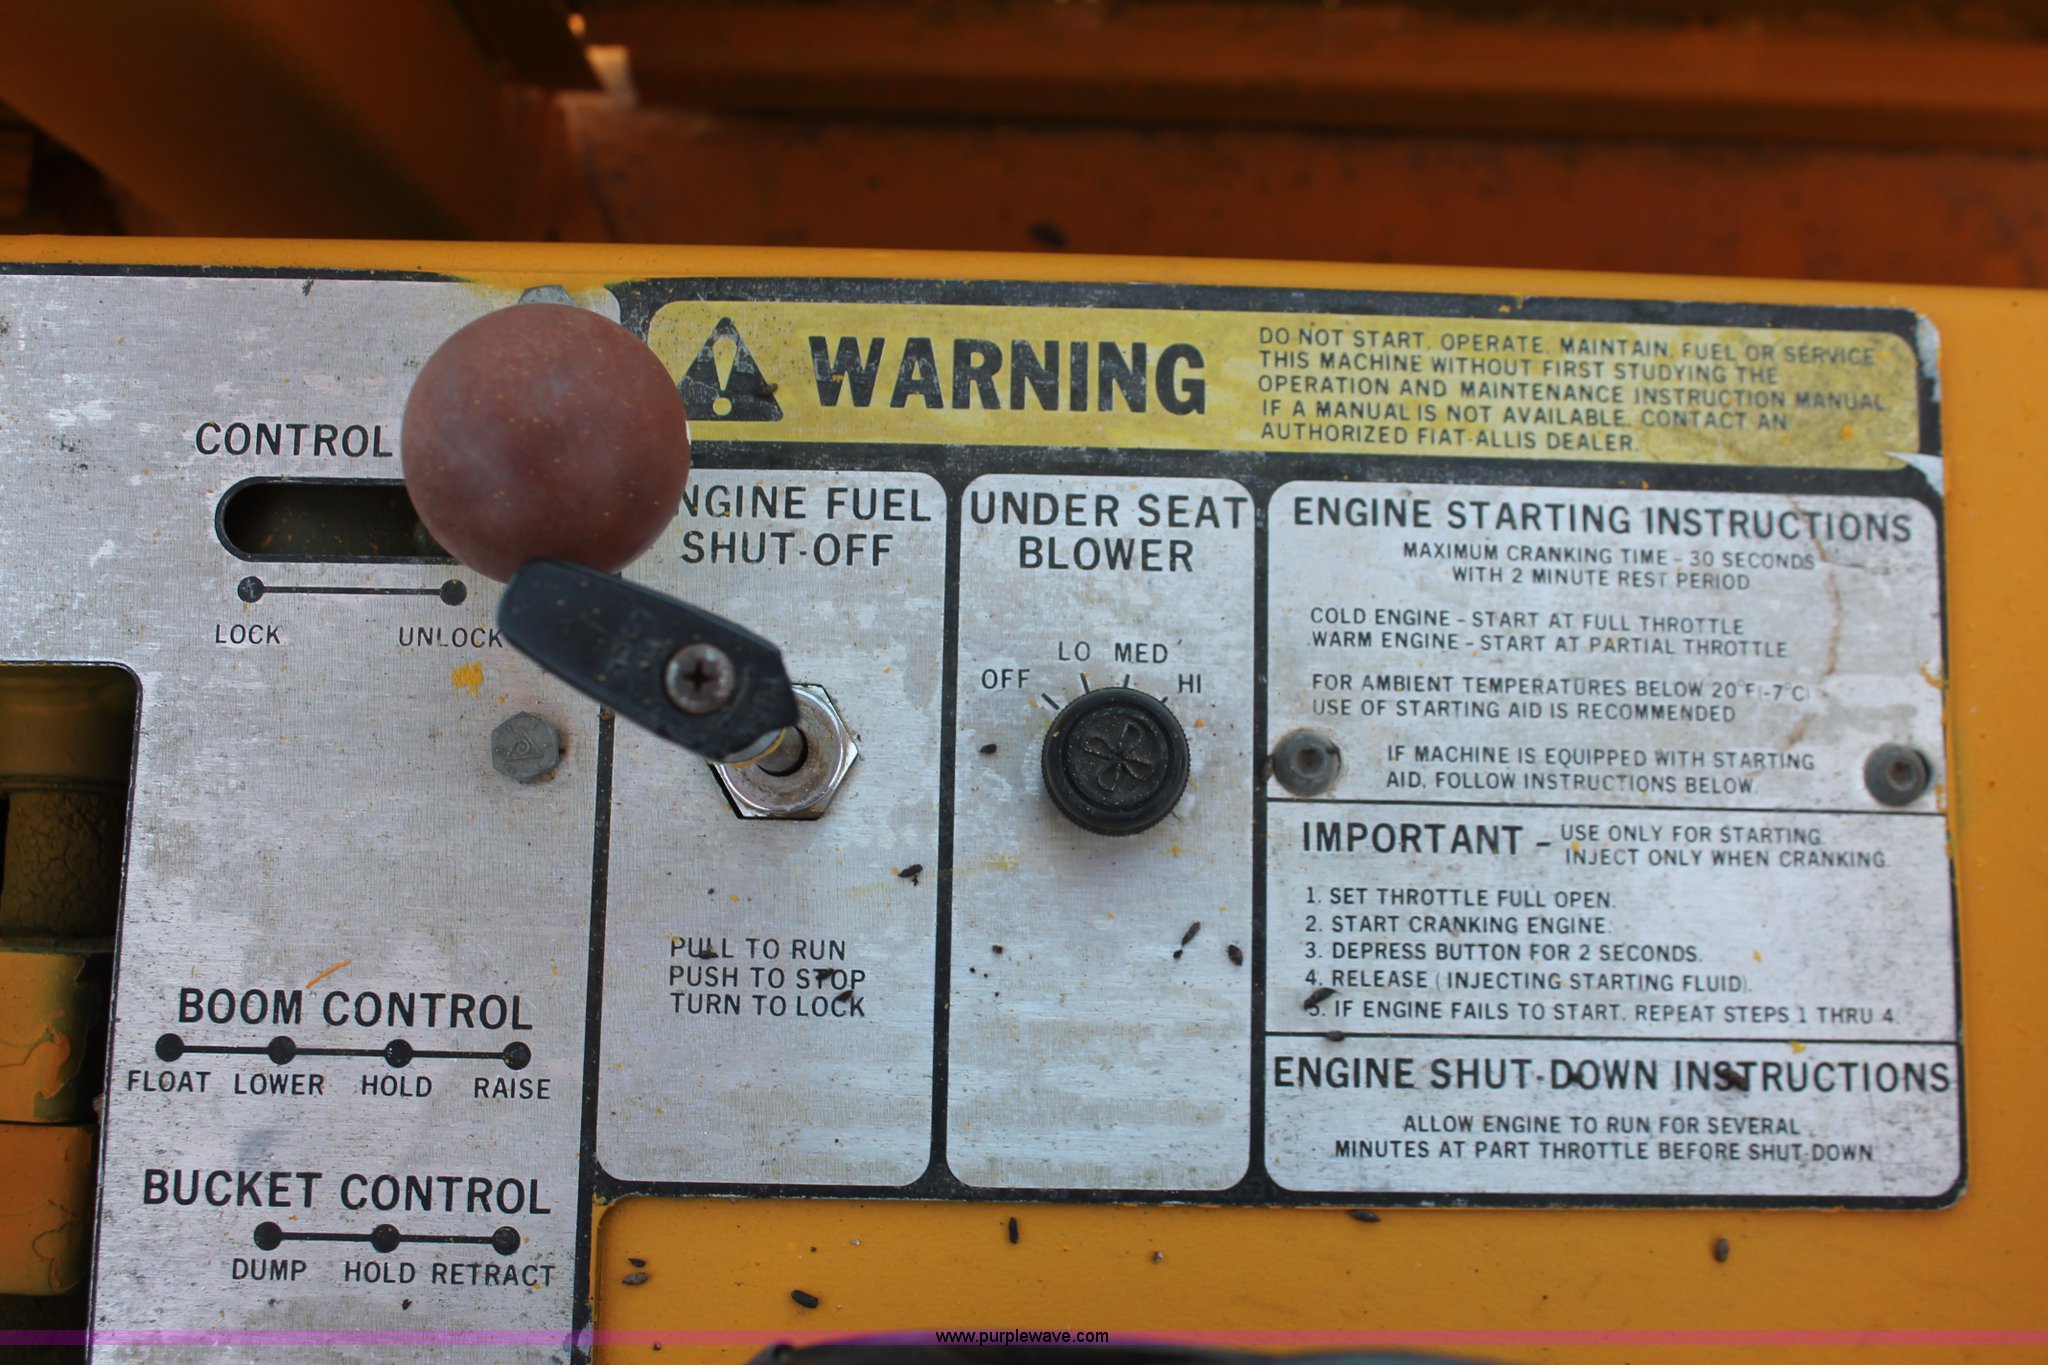 WARNING
DO NOT START, OPERATE, MAINTAIN, FUEL OR SERVICE
THIS MACHINE WITHOUT FIRST STUDYING THE
OPERATION AND MAINTENANCE INSTRUCTION MANUAL
IF A MANUAL IS NOT AVAILABLE, CONTACT AN
AUTHORIZED FIAT-ALLIS DEALER.
CONTROL
LOCK UNLOCK
BOOM CONTROL
FLOAT LOWER HOLD RAISE
BUCKET CONTROL
DUMP HOLD RETRACT
NGINE FUEL
SHUT-OFF
PULL TO RUN
PUSH TO STOP
TURN TO LOCK
UNDER SEAT
BLOWER
OFF LO MED HI
ENGINE STARTING INSTRUCTIONS
MAXIMUM CRANKING TIME - 30 SECONDS
WITH 2 MINUTE REST PERIOD
COLD ENGINE - START AT FULL THROTTLE
WARM ENGINE - START AT PARTIAL THROTTLE
FOR AMBIENT TEMPERATURES BELOW 20°F(-7°C)
USE OF STARTING AID IS RECOMMENDED
IF MACHINE IS EQUIPPED WITH STARTING
AID, FOLLOW INSTRUCTIONS BELOW.
IMPORTANT - USE ONLY FOR STARTING.
INJECT ONLY WHEN CRANKING.
1. SET THROTTLE FULL OPEN.
2. START CRANKING ENGINE.
3. DEPRESS BUTTON FOR 2 SECONDS.
4. RELEASE (INJECTING STARTING FLUID).
5. IF ENGINE FAILS TO START, REPEAT STEPS 1 THRU 4.
ENGINE SHUT-DOWN INSTRUCTIONS
ALLOW ENGINE TO RUN FOR SEVERAL
MINUTES AT PART THROTTLE BEFORE SHUT DOWN
www.purplewave.com